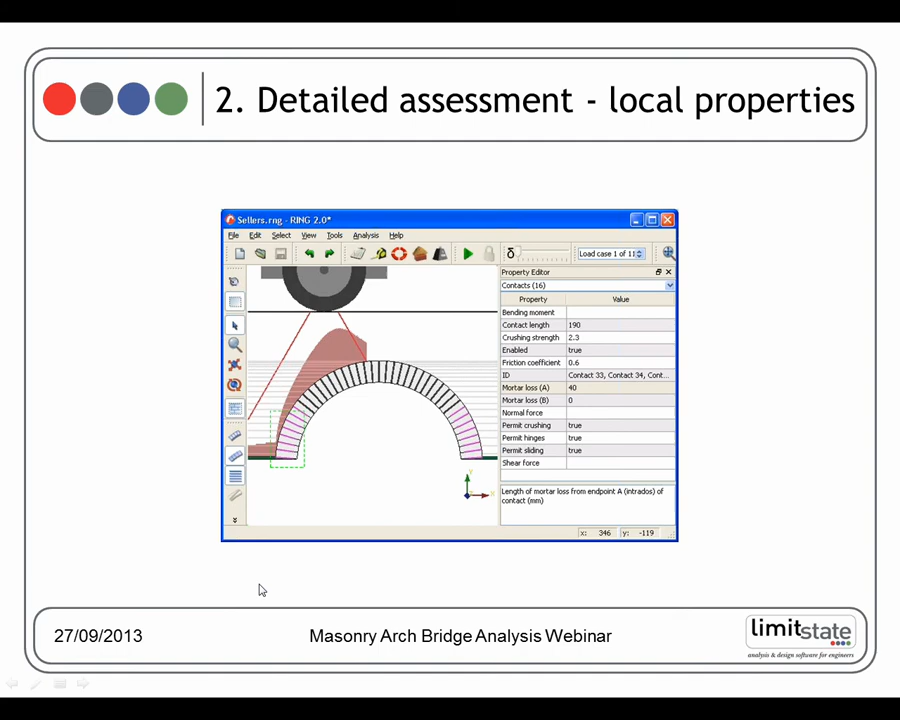 2. Detailed assessment - local properties
Sellers.rng - RING 2.0*
File Edit Select View Tools Analysis Help
δ Load case 1 of 11
Property Editor
Contacts (16)
Property Value
Bending moment
Contact length 190
Crushing strength 2.3
Enabled true
Friction coefficient 0.6
ID Contact 33, Contact 34, Cont...
Mortar loss (A) 40
Mortar loss (B) 0
Normal force
Permit crushing true
Permit hinges true
Permit sliding true
Shear force
Y
X
Length of mortar loss from endpoint A (intrados) of
contact (mm)
x: 346 y: -119
27/09/2013
Masonry Arch Bridge Analysis Webinar
limitstate
analysis & design software for engineers